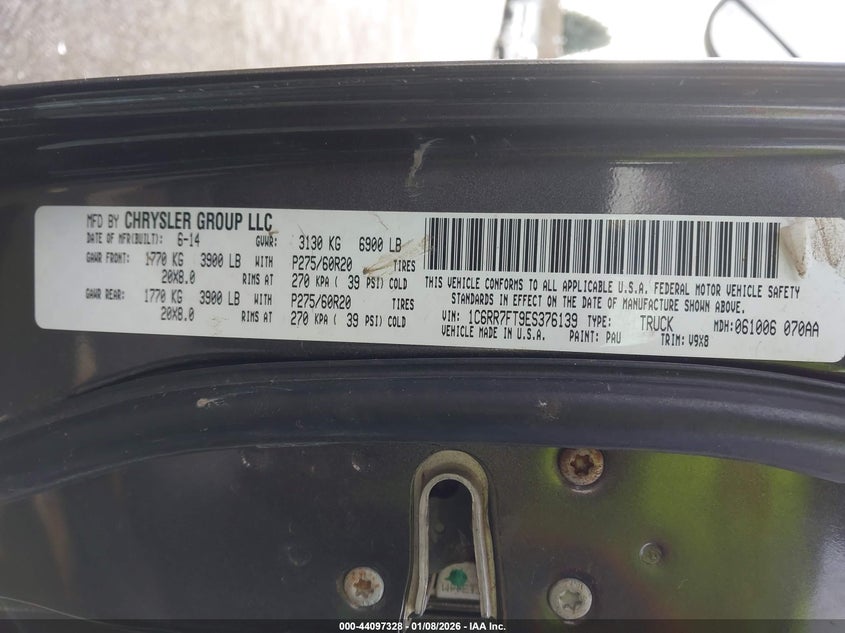 MFD BY CHRYSLER GROUP LLC
DATE OF MFR(BUILT): 6-14 GVWR: 3130 KG 6900 LB
GAWR FRONT: 1770 KG 3900 LB WITH P275/60R20 TIRES
20X8.0 RIMS AT 270 KPA ( 39 PSI) COLD
GAWR REAR: 1770 KG 3900 LB WITH P275/60R20 TIRES
20X8.0 RIMS AT 270 KPA ( 39 PSI) COLD
THIS VEHICLE CONFORMS TO ALL APPLICABLE U.S.A. FEDERAL MOTOR VEHICLE SAFETY
STANDARDS IN EFFECT ON THE DATE OF MANUFACTURE SHOWN ABOVE.
VIN: 1C6RR7FT9ES376139 TYPE: TRUCK MDH:061006 070AA
VEHICLE MADE IN U.S.A. PAINT: PAU TRIM: V9X8
000-44097328 - 01/08/2026 - IAA Inc.